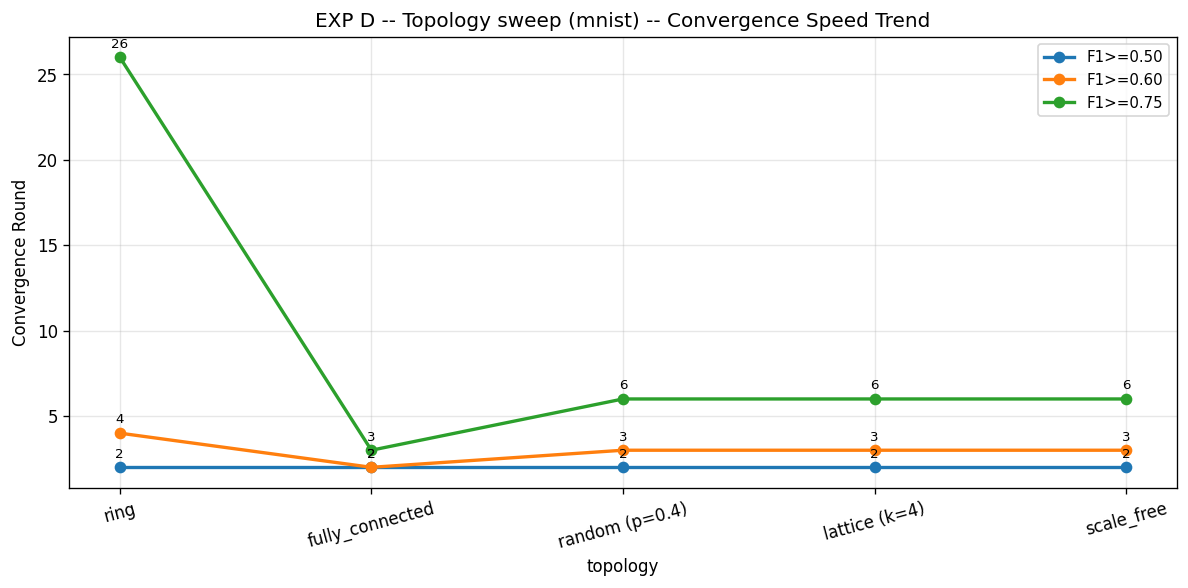 EXP D -- Topology sweep (mnist) -- Convergence Speed Trend
F1>=0.50
F1>=0.60
F1>=0.75
Convergence Round
25
20
15
10
5
26
4
2
3
2
6
3
2
6
3
2
6
3
2
ring
fully_connected
random (p=0.4)
lattice (k=4)
scale_free
topology